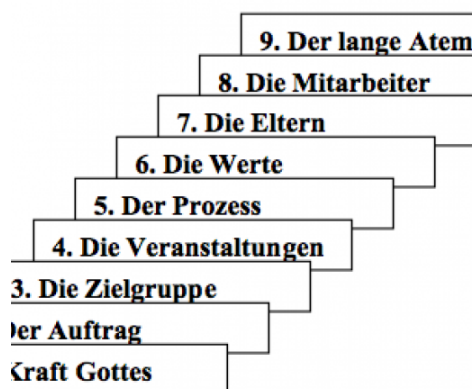 9. Der lange Atem
8. Die Mitarbeiter
7. Die Eltern
6. Die Werte
5. Der Prozess
4. Die Veranstaltungen
3. Die Zielgruppe
Der Auftrag
Kraft Gottes